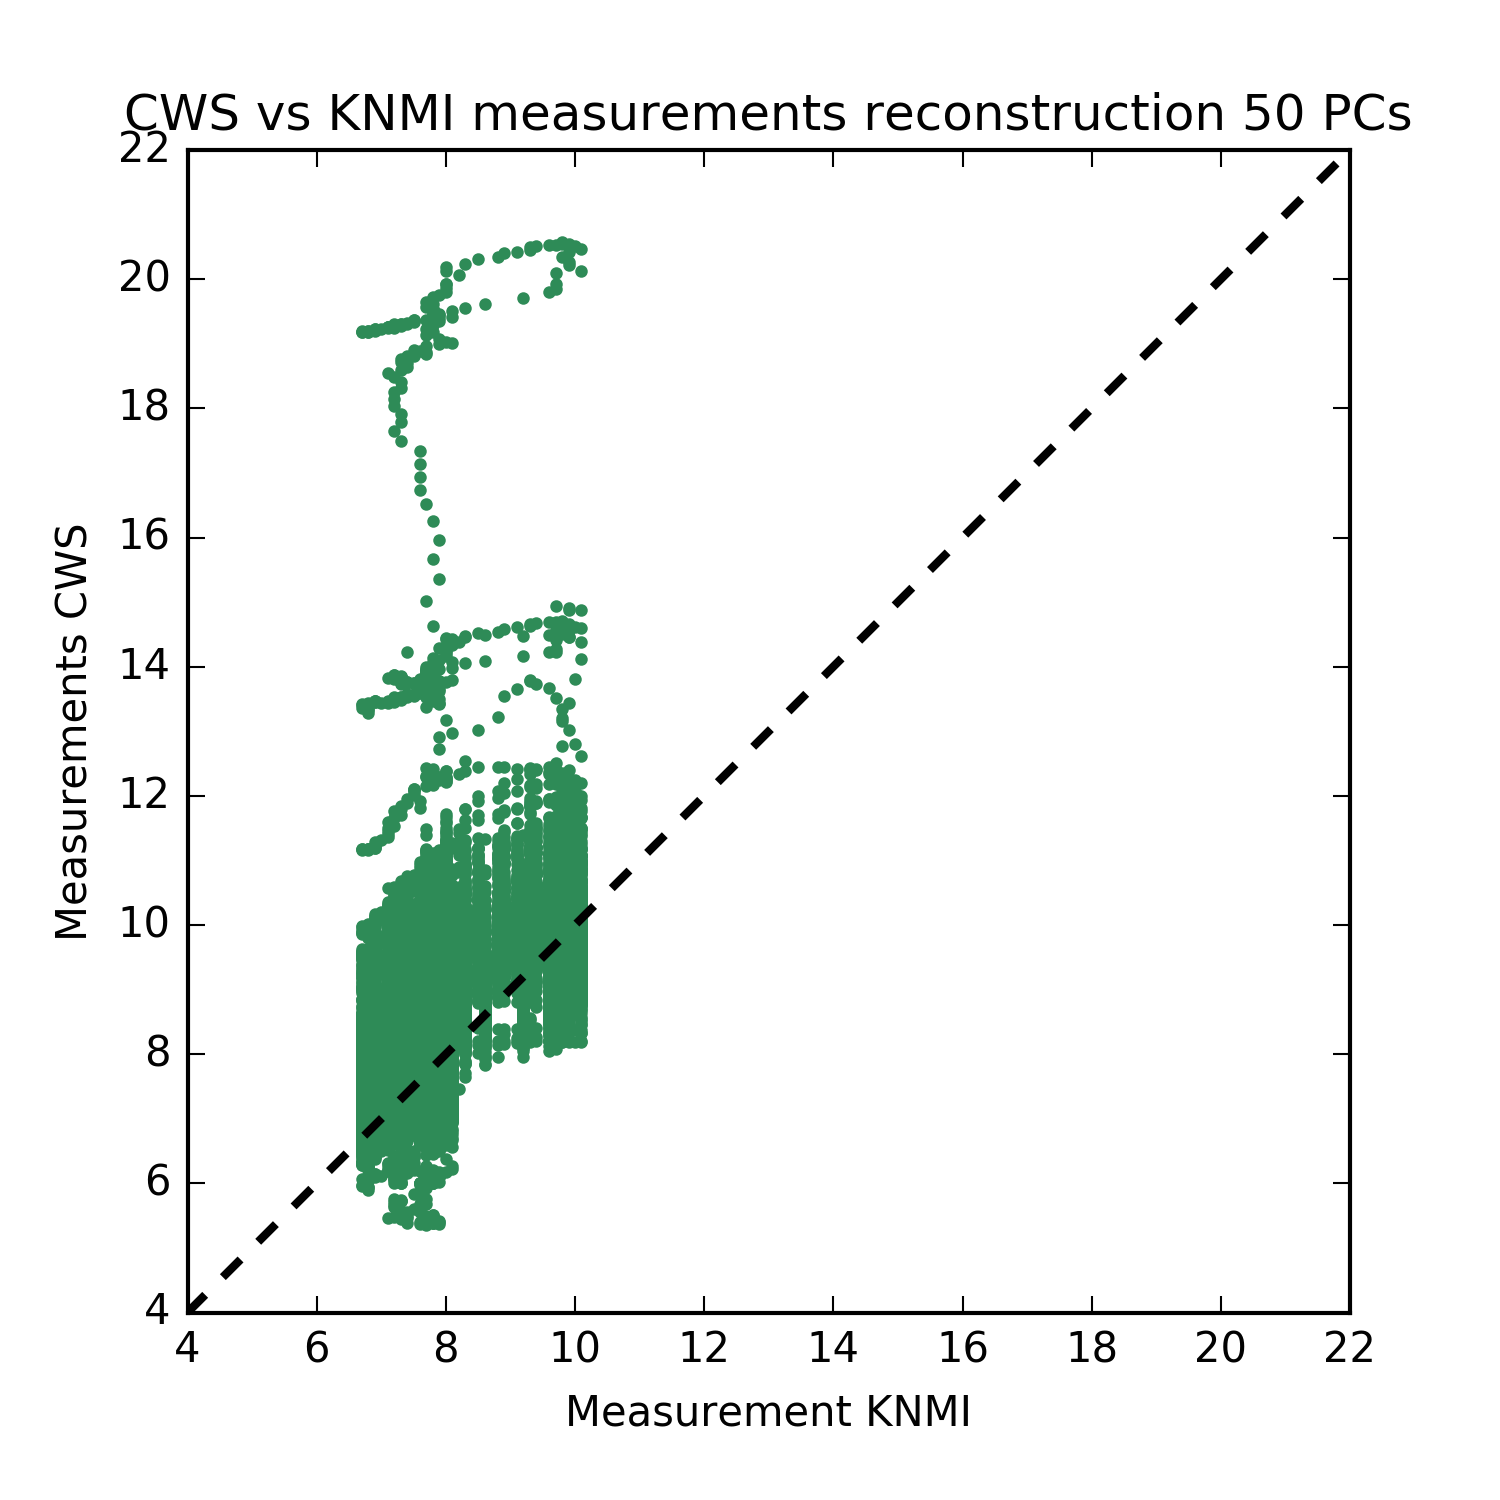 CWS vs KNMI measurements reconstruction 50 PCs
22
20
18
16
14
12
10
8
6
4
Measurements CWS
4 6 8 10 12 14 16 18 20 22
Measurement KNMI